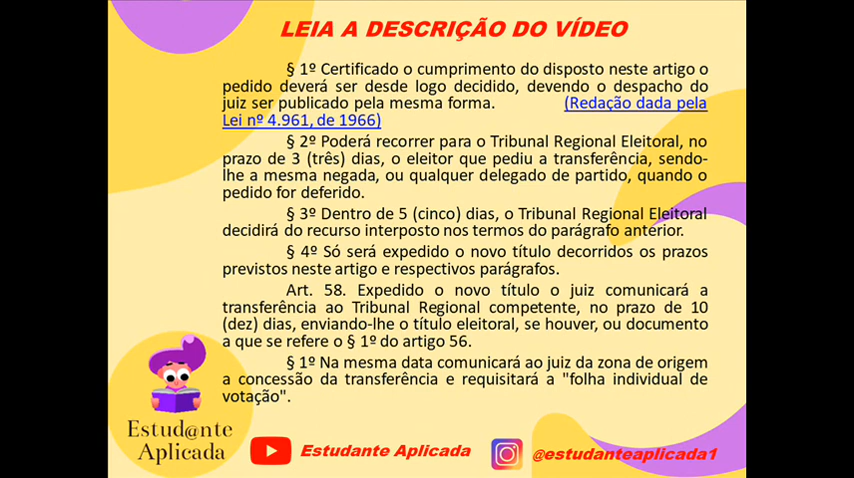 LEIA A DESCRIÇÃO DO VÍDEO
§ 1º Certificado o cumprimento do disposto neste artigo o
pedido deverá ser desde logo decidido, devendo o despacho do
juiz ser publicado pela mesma forma. (Redação dada pela
Lei nº 4.961, de 1966)
§ 2º Poderá recorrer para o Tribunal Regional Eleitoral, no
prazo de 3 (três) dias, o eleitor que pediu a transferência, sendo-
lhe a mesma negada, ou qualquer delegado de partido, quando o
pedido for deferido.
§ 3º Dentro de 5 (cinco) dias, o Tribunal Regional Eleitoral
decidirá do recurso interposto nos termos do parágrafo anterior.
§ 4º Só será expedido o novo título decorridos os prazos
previstos neste artigo e respectivos parágrafos.
Art. 58. Expedido o novo título o juiz comunicará a
transferência ao Tribunal Regional competente, no prazo de 10
(dez) dias, enviando-lhe o título eleitoral, se houver, ou documento
a que se refere o § 1º do artigo 56.
§ 1º Na mesma data comunicará ao juiz da zona de origem
a concessão da transferência e requisitará a "folha individual de
votação".
Estud@nte
Aplicada
Estudante Aplicada
@estudanteaplicada1